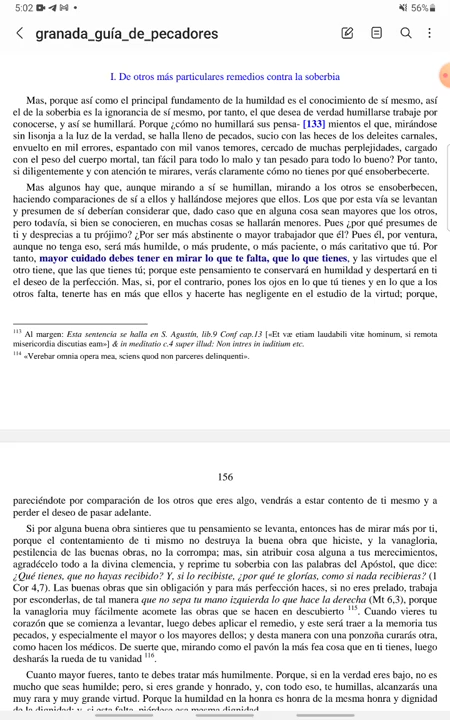 5:02
56%
granada_guía_de_pecadores
I. De otros más particulares remedios contra la soberbia
Mas, porque así como el principal fundamento de la humildad es el conocimiento de sí mesmo, así
el de la soberbia es la ignorancia de sí mesmo, por tanto, el que desea de verdad humillarse trabaje por
conocerse, y así se humillará. Porque ¿cómo no humillará sus pensa- [133] mientos el que, mirándose
sin lisonja a la luz de la verdad, se halla lleno de pecados, sucio con las heces de los deleites carnales,
envuelto en mil errores, espantado con mil vanos temores, cercado de muchas perplejidades, cargado
con el peso del cuerpo mortal, tan fácil para todo lo malo y tan pesado para todo lo bueno? Por tanto,
si diligentemente y con atención te mirares, verás claramente cómo no tienes por qué ensoberbecerte.
Mas algunos hay que, aunque mirando a sí se humillan, mirando a los otros se ensoberbecen,
haciendo comparaciones de sí a ellos y hallándose mejores que ellos. Los que por esta vía se levantan
y presumen de sí deberían considerar que, dado caso que en alguna cosa sean mayores que los otros,
pero todavía, si bien se conocieren, en muchas cosas se hallarán menores. Pues ¿por qué presumes de
ti y desprecias a tu prójimo? ¿Por ser más abstinente o mayor trabajador que él? Pues él, por ventura,
aunque no tenga eso, será más humilde, o más prudente, o más paciente, o más caritativo que tú. Por
tanto, mayor cuidado debes tener en mirar lo que te falta, que lo que tienes, y las virtudes que el
otro tiene, que las que tienes tú; porque este pensamiento te conservará en humildad y despertará en ti
el deseo de la perfección. Mas, si, por el contrario, pones los ojos en lo que tú tienes y en lo que a los
otros falta, tenerte has en más que ellos y hacerte has negligente en el estudio de la virtud; porque,
113 Al margen: Esta sentencia se halla en S. Agustín, lib.9 Conf cap.13 [«Et væ etiam laudabili vitæ hominum, si remota
misericordia discutias eam»] & in meditatio c.4 super illud: Non intres in iuditium etc.
114 «Verebar omnia opera mea, sciens quod non parceres delinquenti».
156
pareciéndote por comparación de los otros que eres algo, vendrás a estar contento de ti mesmo y a
perder el deseo de pasar adelante.
Si por alguna buena obra sintieres que tu pensamiento se levanta, entonces has de mirar más por ti,
porque el contentamiento de ti mismo no destruya la buena obra que hiciste, y la vanagloria,
pestilencia de las buenas obras, no la corrompa; mas, sin atribuir cosa alguna a tus merecimientos,
agradécelo todo a la divina clemencia, y reprime tu soberbia con las palabras del Apóstol, que dice:
¿Qué tienes, que no hayas recibido? Y, si lo recibiste, ¿por qué te glorías, como si nada recibieras? (1
Cor 4,7). Las buenas obras que sin obligación y para más perfección haces, si no eres prelado, trabaja
por esconderlas, de tal manera que no sepa tu mano izquierda lo que hace la derecha (Mt 6,3), porque
la vanagloria muy fácilmente acomete las obras que se hacen en descubierto 115. Cuando vieres tu
corazón que se comienza a levantar, luego debes aplicar el remedio, y este será traer a la memoria tus
pecados, y especialmente el mayor o los mayores dellos; y desta manera con una ponzoña curarás otra,
como hacen los médicos. De suerte que, mirando como el pavón la más fea cosa que en ti tienes, luego
desharás la rueda de tu vanidad 116.
Cuanto mayor fueres, tanto te debes tratar más humilmente. Porque, si en la verdad eres bajo, no es
mucho que seas humilde; pero, si eres grande y honrado, y, con todo eso, te humillas, alcanzarás una
muy rara y muy grande virtud. Porque la humildad en la honra es honra de la mesma honra y dignidad
de la dignidad; y, si esta falta, piérdese esa mesma dignidad.